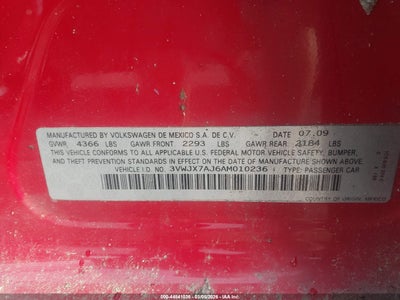 MANUFACTURED BY VOLKSWAGEN DE MEXICO S.A. DE C.V. DATE 07.09
GVWR 4366 LBS GAWR FRONT 2293 LBS GAWR REAR 2184 LBS
THIS VEHICLE CONFORMS TO ALL APPLICABLE U.S. FEDERAL MOTOR VEHICLE SAFETY, BUMPER,
AND THEFT PREVENTION STANDARDS IN EFFECT ON THE DATE OF MANUFACTURE SHOWN ABOVE.
VEHICLE I.D. NO. 3VWJX7AJ6AM010236 TYPE: PASSENGER CAR
COUNTRY OF ORIGIN, MEXICO